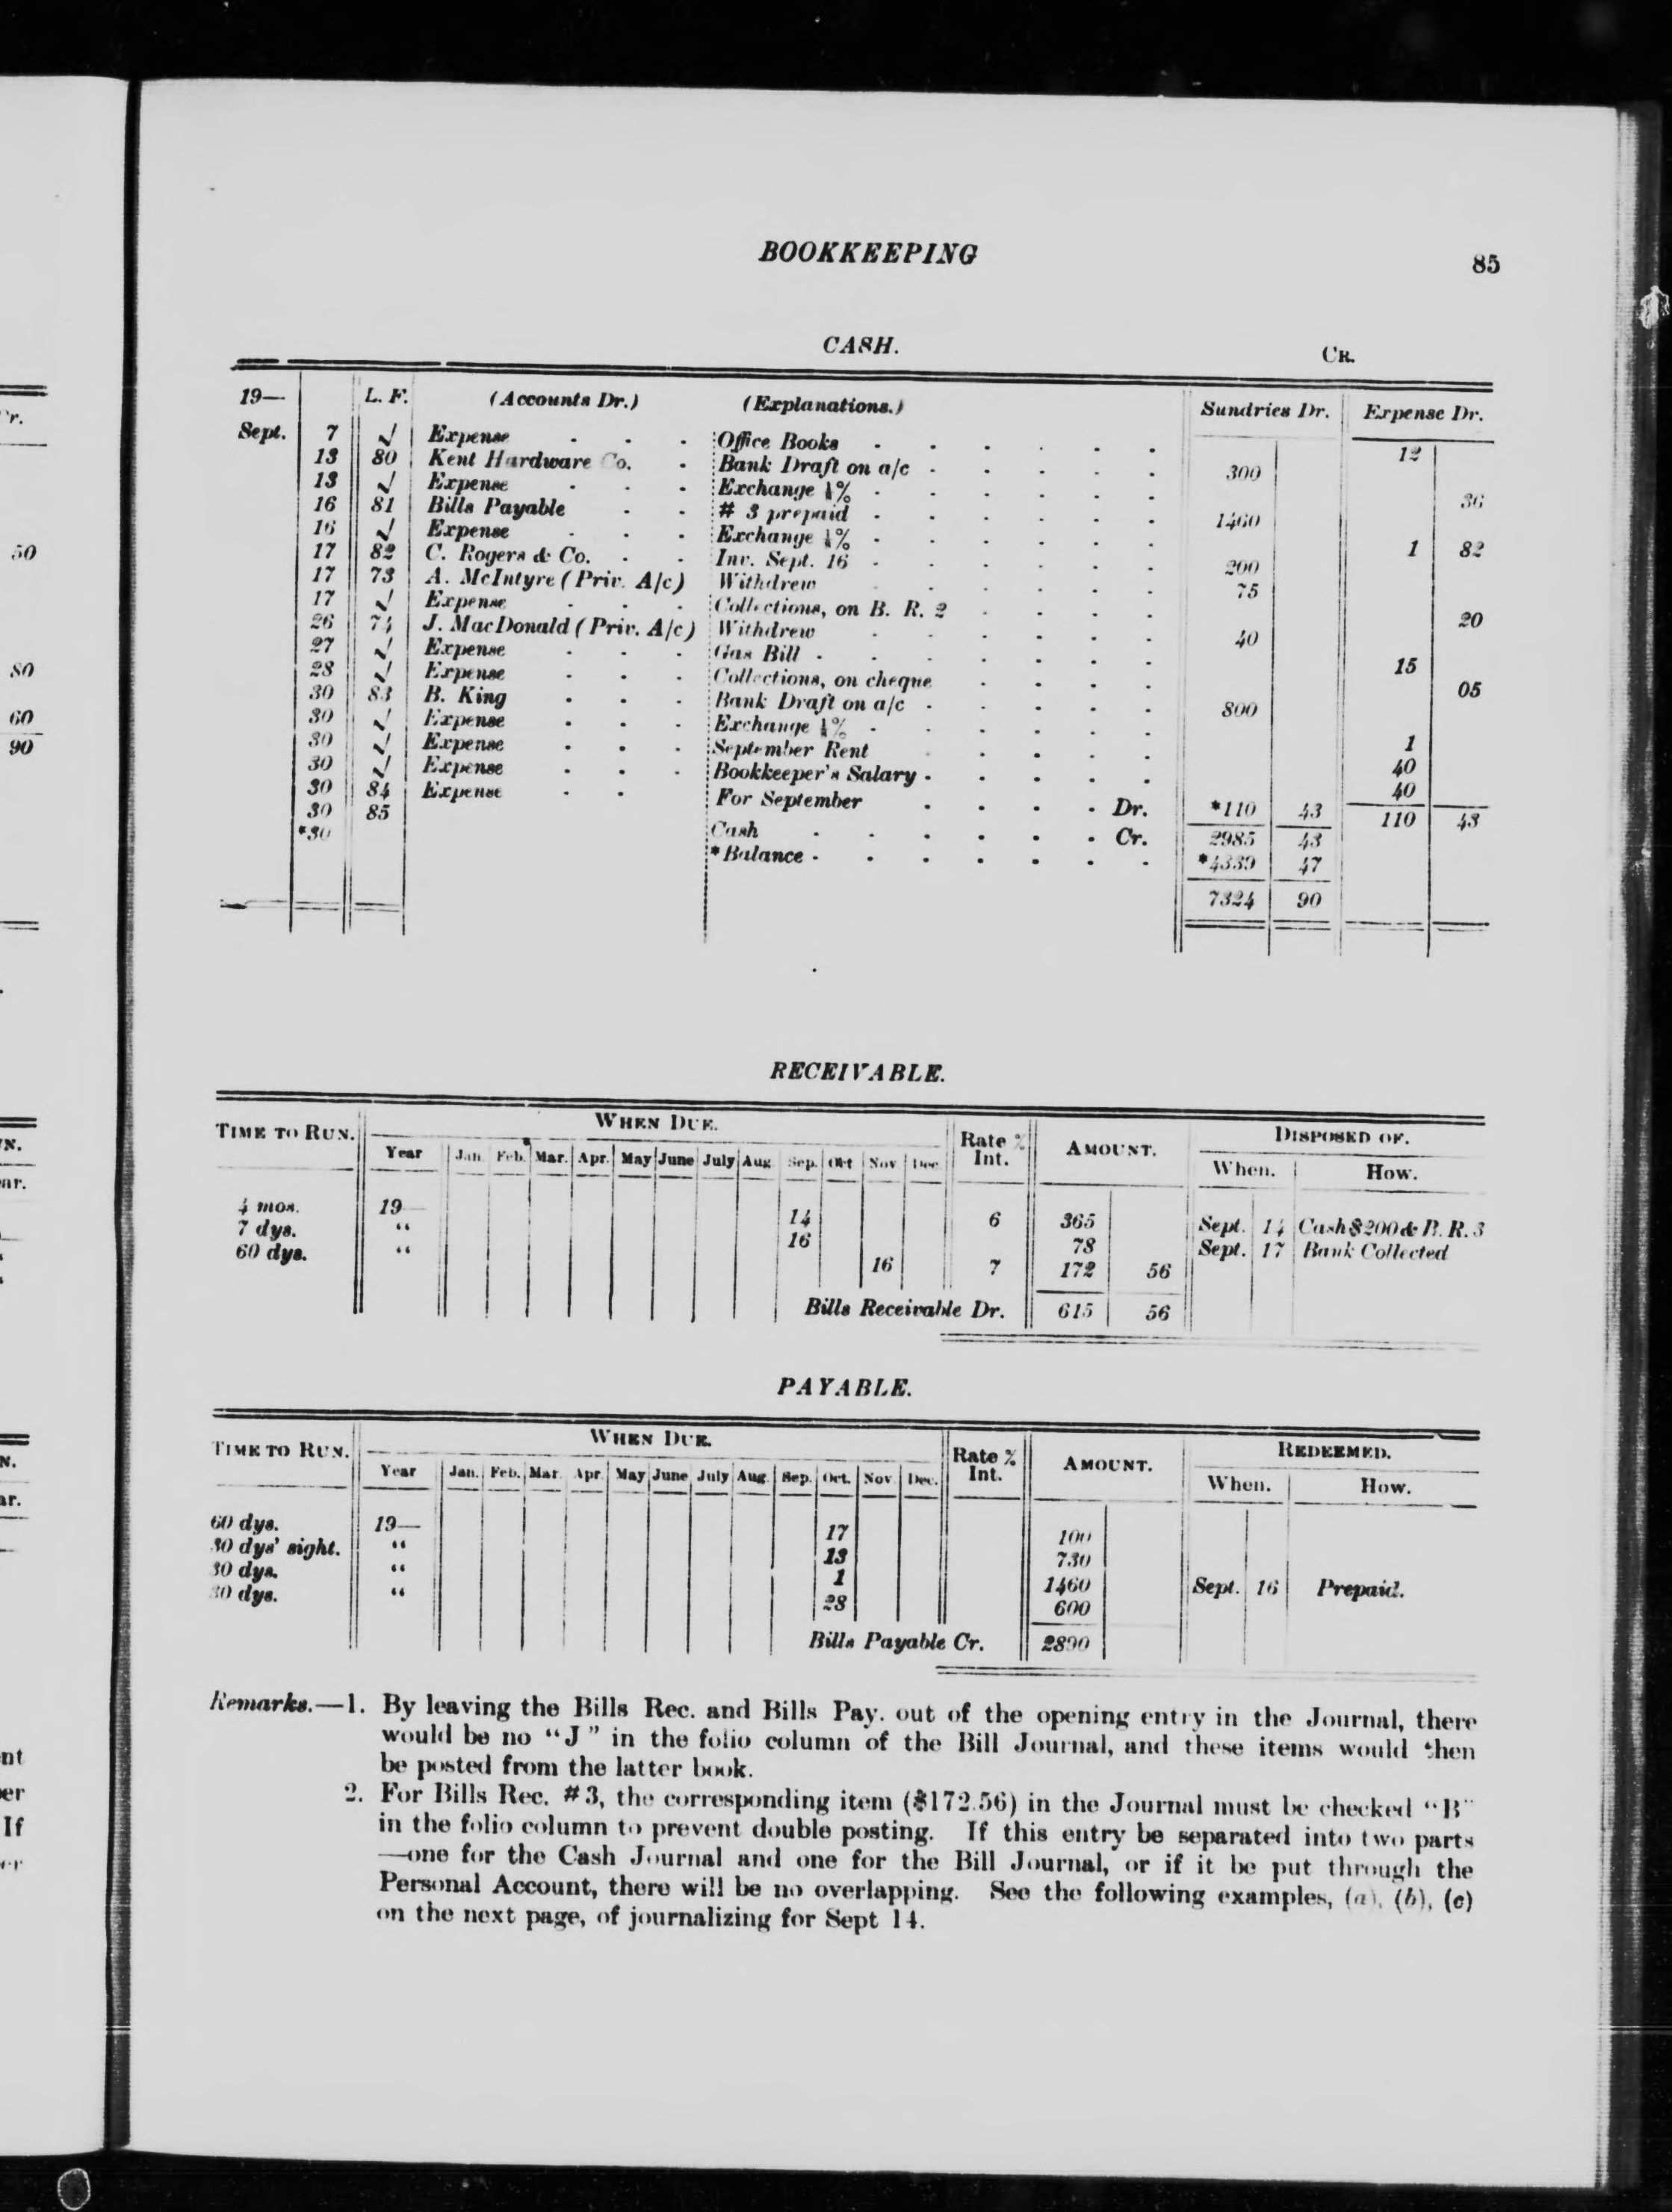 BOOKKEEPING 85
CASH. CR.
19— L. F. (Accounts Dr.) (Explanations.) Sundries Dr. Expense Dr.
Sept. 7 √ Expense Office Books 12
13 80 Kent Hardware Co. Bank Draft on a/c 300
13 √ Expense Exchange ⅛% 36
16 81 Bills Payable # 3 prepaid 1460
16 √ Expense Exchange ⅛% 1 82
17 82 C. Rogers & Co. Inv. Sept. 16 200
17 73 A. McIntyre (Priv. A/c) Withdrew 75
17 √ Expense Collections, on B. R. 2 20
26 74 J. MacDonald (Priv. A/c) Withdrew 40
27 √ Expense Gas Bill 15
28 √ Expense Collections, on cheque 05
30 83 B. King Bank Draft on a/c 800
30 √ Expense Exchange ⅛% 1
30 √ Expense September Rent 40
30 √ Expense Bookkeeper's Salary 40
30 84 Expense For September Dr. *110 43 110 43
30 85 Cash Cr. 2985 43
*30 *Balance *4339 47
7324 90
RECEIVABLE.
TIME TO RUN. WHEN DUE. Rate % Int. AMOUNT. DISPOSED OF.
Year Jan. Feb. Mar. Apr. May June July Aug Sep. Okt Nov Dec. When. How.
4 mos. 19— 14 6 365 Sept. 14 Cash $200 & B. R. 3
7 dys. “ 16 78 Sept. 17 Bank Collected
60 dys. “ 16 7 172 56
Bills Receivable Dr. 615 56
PAYABLE.
TIME TO RUN. WHEN DUE. Rate % Int. AMOUNT. REDEEMED.
Year Jan. Feb. Mar. Apr. May June July Aug. Sep. Oct. Nov Dec. When. How.
60 dys. 19— 17 100
30 dys' sight. “ 13 730
30 dys. “ 1 1460 Sept. 16 Prepaid.
30 dys. “ 28 600
Bills Payable Cr. 2890
Remarks.—1. By leaving the Bills Rec. and Bills Pay. out of the opening entry in the Journal, there
would be no “J” in the folio column of the Bill Journal, and these items would then
be posted from the latter book.
2. For Bills Rec. #3, the corresponding item ($172.56) in the Journal must be checked “B”
in the folio column to prevent double posting. If this entry be separated into two parts
—one for the Cash Journal and one for the Bill Journal, or if it be put through the
Personal Account, there will be no overlapping. See the following examples, (a), (b), (c)
on the next page, of journalizing for Sept 14.